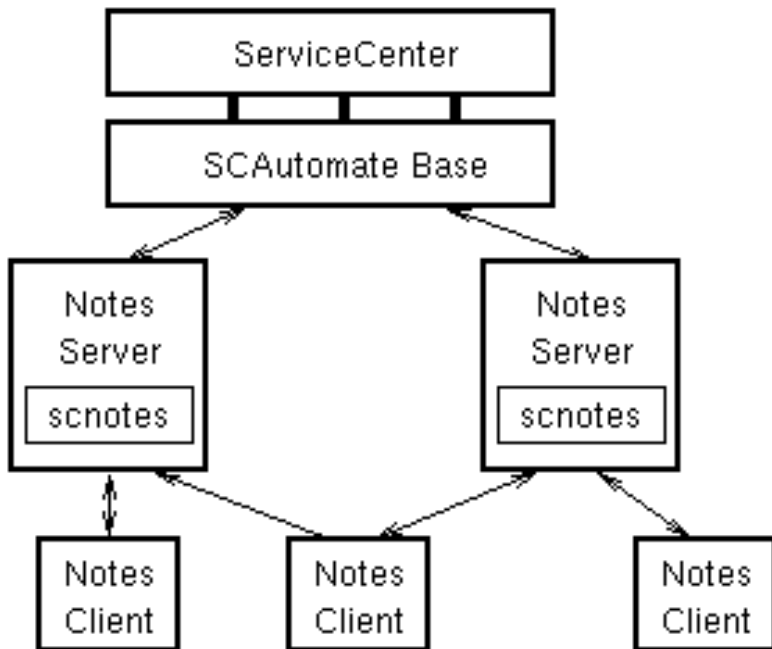 ServiceCenter
SCAutomate Base
Notes
Server
scnotes
Notes
Server
scnotes
Notes
Client
Notes
Client
Notes
Client